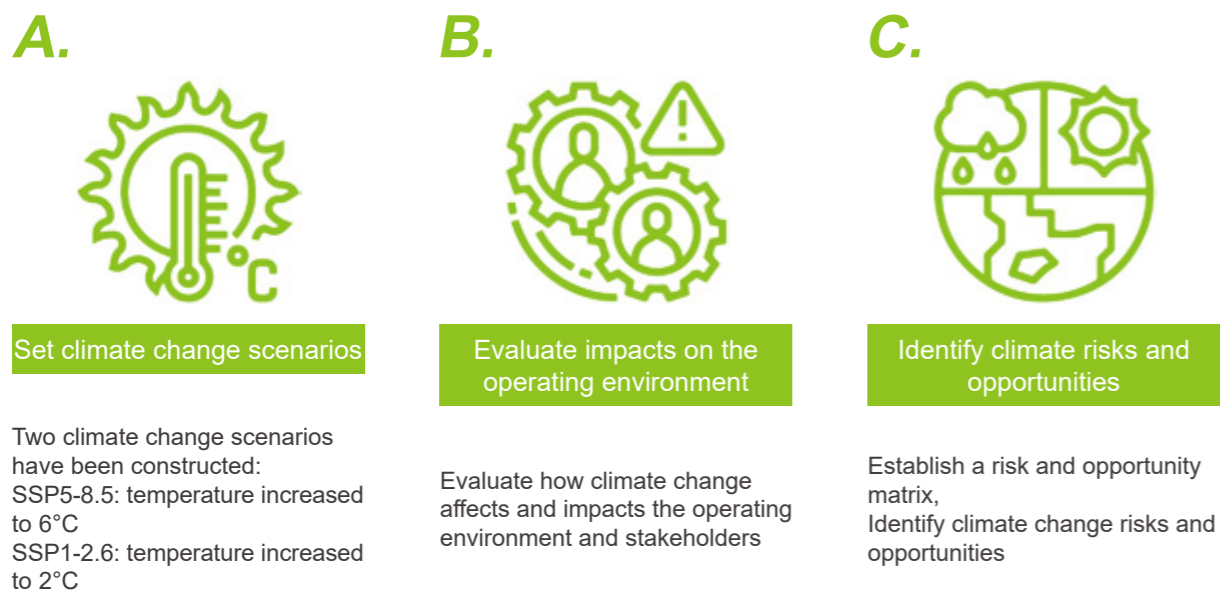 A.
Set climate change scenarios
Two climate change scenarios
have been constructed:
SSP5-8.5: temperature increased
to 6°C
SSP1-2.6: temperature increased
to 2°C
B.
Evaluate impacts on the
operating environment
Evaluate how climate change
affects and impacts the operating
environment and stakeholders
C.
Identify climate risks and
opportunities
Establish a risk and opportunity
matrix,
Identify climate change risks and
opportunities
°C